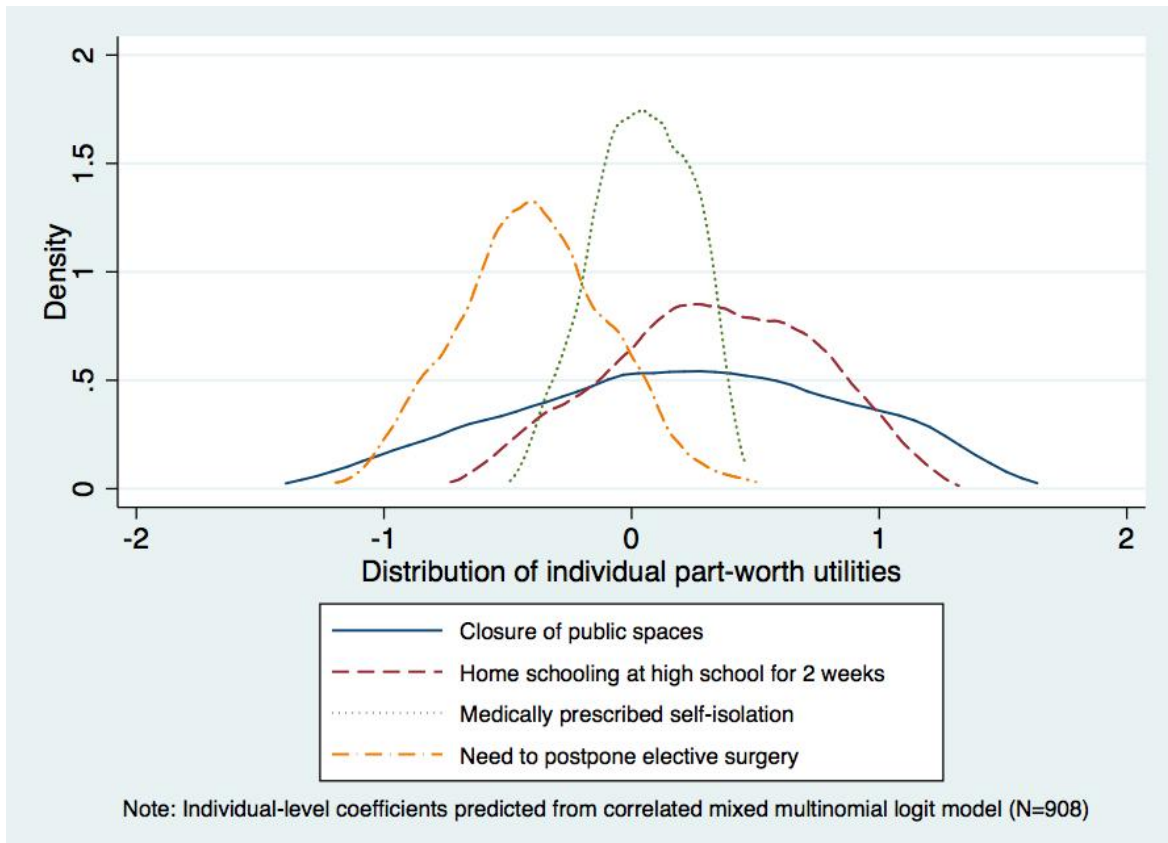 2
1.5
1
.5
0
Density
-2 -1 0 1 2
Distribution of individual part-worth utilities
Closure of public spaces
Home schooling at high school for 2 weeks
Medically prescribed self-isolation
Need to postpone elective surgery
Note: Individual-level coefficients predicted from correlated mixed multinomial logit model (N=908)